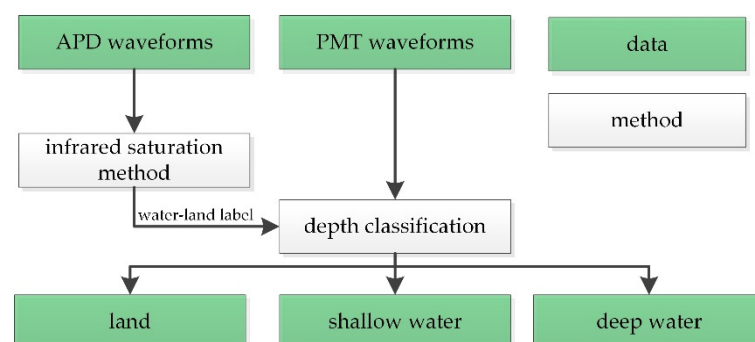 APD waveforms
PMT waveforms
data
method
infrared saturation
method
water-land label
depth classification
land
shallow water
deep water